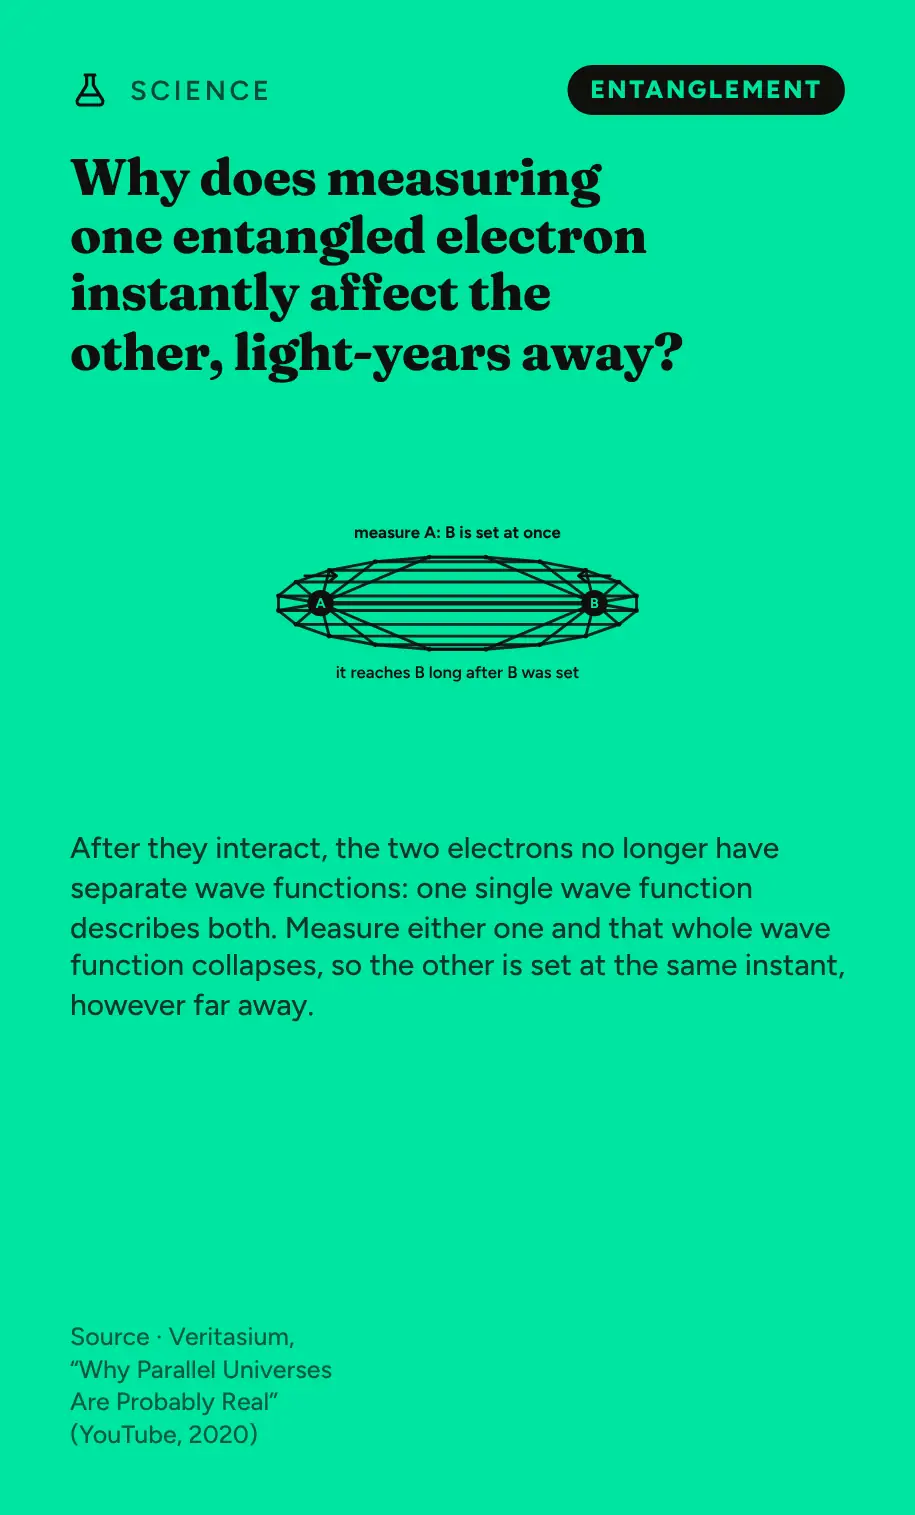 SCIENCE
ENTANGLEMENT
Why does measuring
one entangled electron
instantly affect the
other, light-years away?
measure A: B is set at once
A
B
it reaches B long after B was set
After they interact, the two electrons no longer have
separate wave functions: one single wave function
describes both. Measure either one and that whole wave
function collapses, so the other is set at the same instant,
however far away.
Source · Veritasium,
“Why Parallel Universes
Are Probably Real”
(YouTube, 2020)